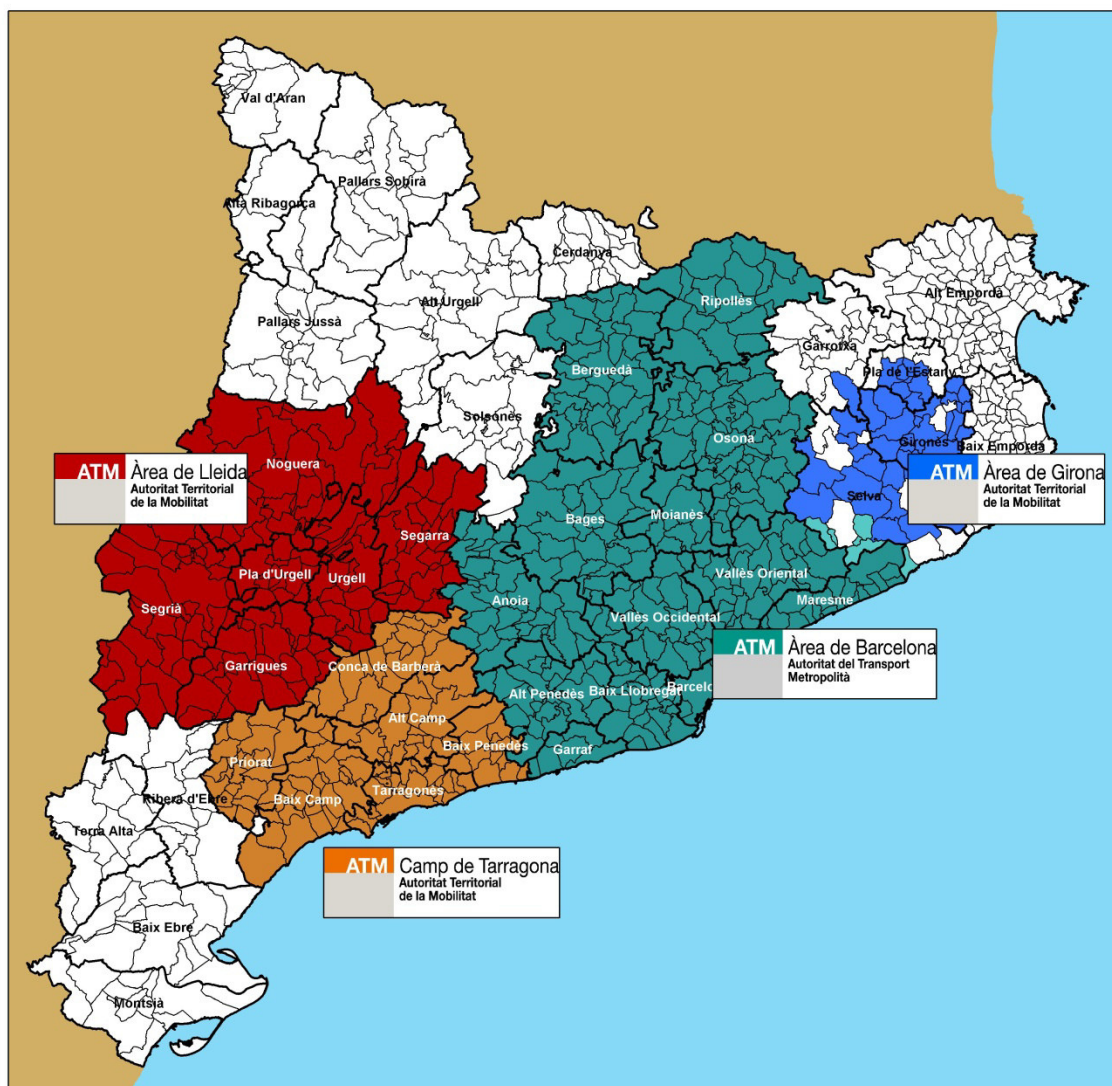 Val d'Aran
Pallars Sobirà
Alta Ribagorça
Cerdanya
Ripollès
Alt Empordà
Alt Urgell
Pallars Jussà
Garrotxa
Pla de l'Estany
Berguedà
Solsonès
Osona
Gironès
Baix Empordà
Noguera
ATM Àrea de Lleida
Autoritat Territorial
de la Mobilitat
ATM Àrea de Girona
Autoritat Territorial
de la Mobilitat
Selva
Bages
Moianès
Segarra
Pla d'Urgell
Urgell
Vallès Oriental
Anoia
Maresme
Segrià
Vallès Occidental
Garrigues
ATM Àrea de Barcelona
Autoritat del Transport
Metropolità
Conca de Barberà
Alt Penedès
Baix Llobregat
Barcelo
Alt Camp
Baix Penedès
Garraf
Priorat
Tarragonès
Baix Camp
Ribera d'Ebre
Terra Alta
ATM Camp de Tarragona
Autoritat Territorial
de la Mobilitat
Baix Ebre
Montsià